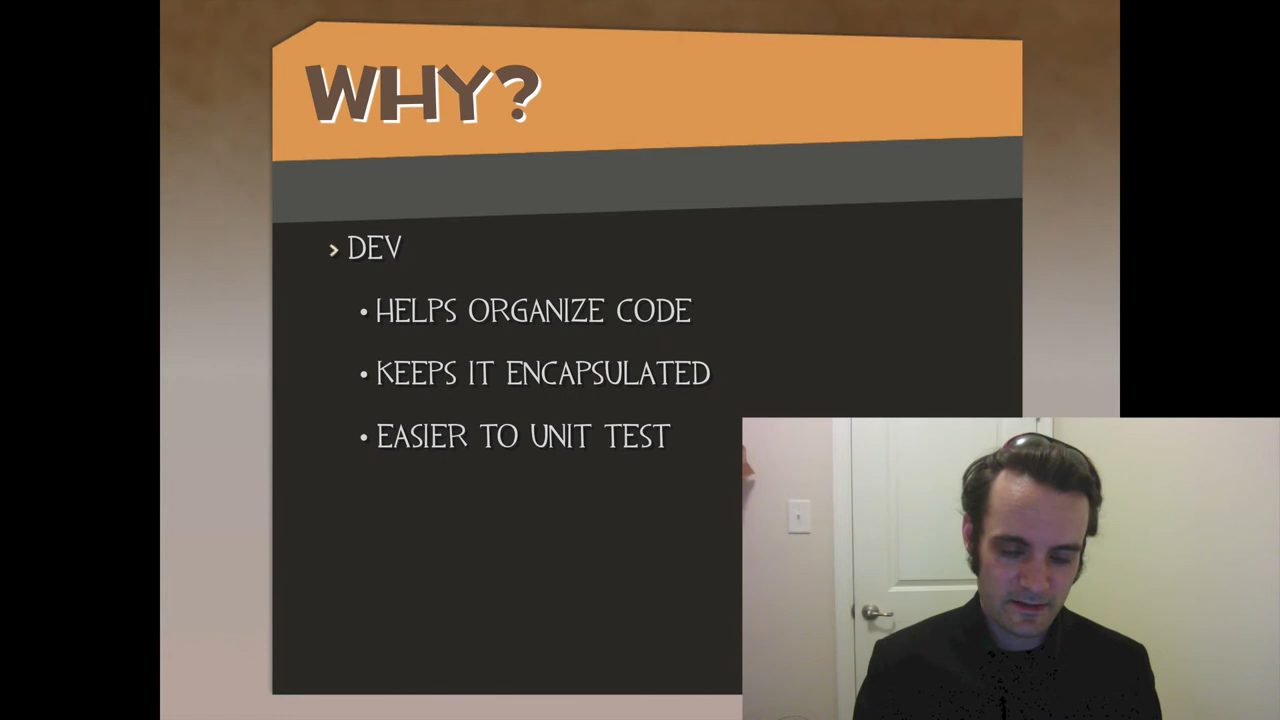 WHY?
› DEV
• HELPS ORGANIZE CODE
• KEEPS IT ENCAPSULATED
• EASIER TO UNIT TEST